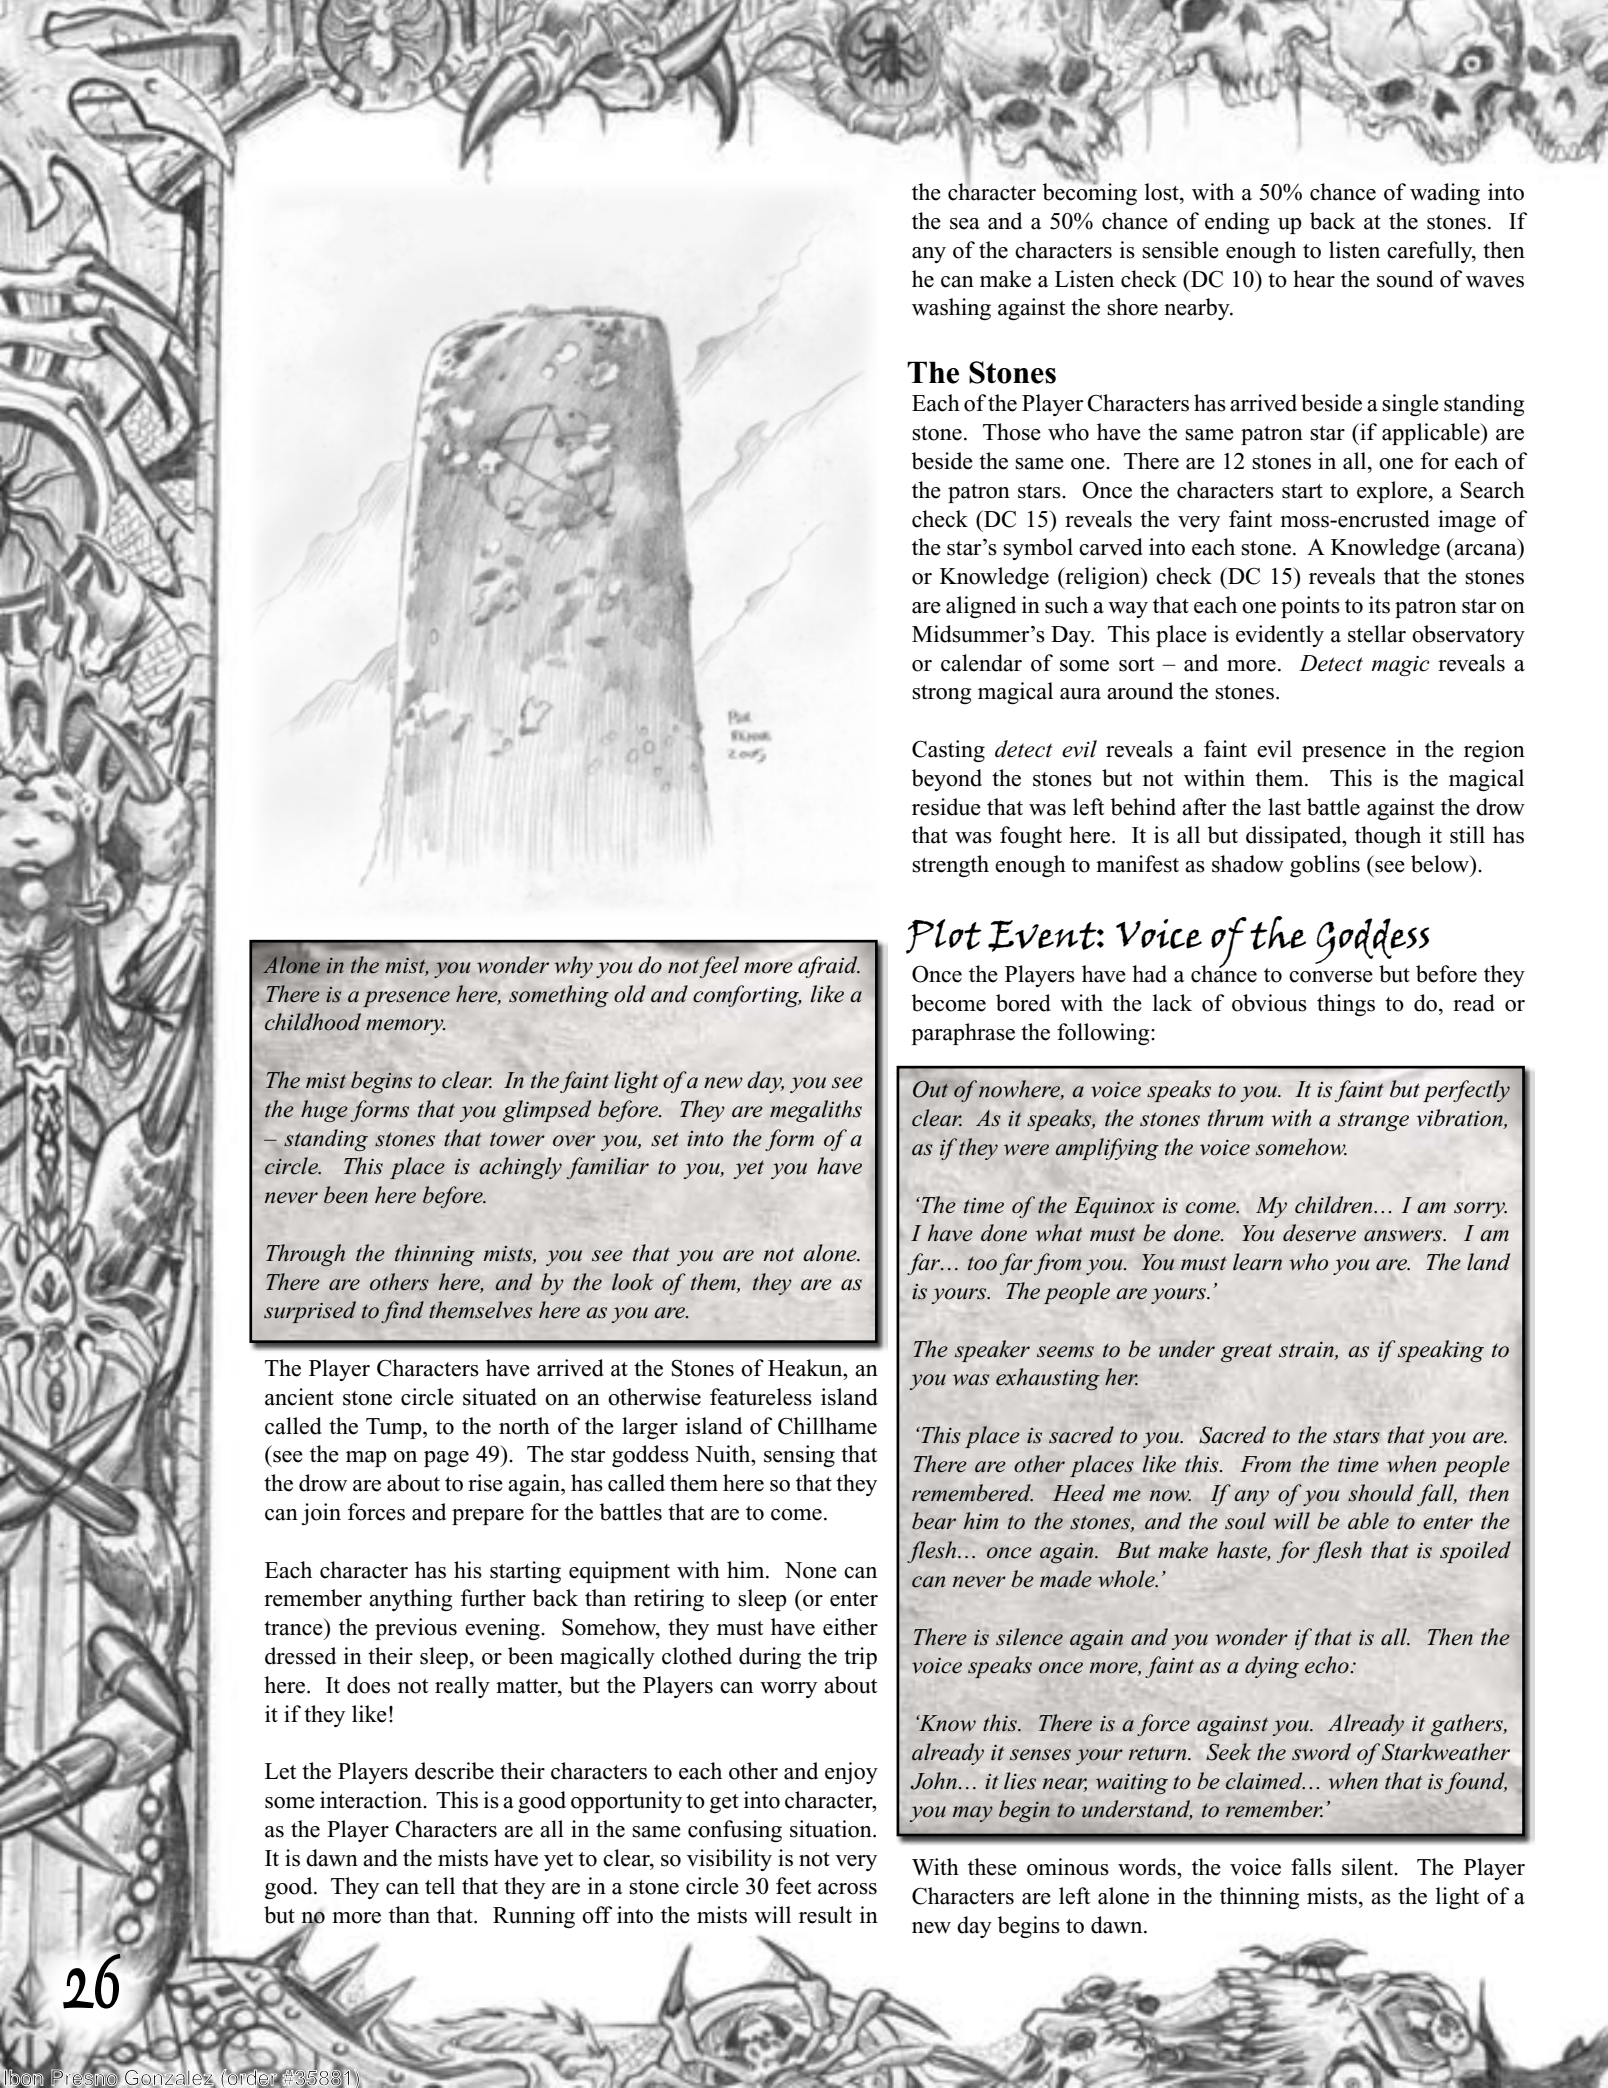 Alone in the mist, you wonder why you do not feel more afraid.
There is a presence here, something old and comforting, like a
childhood memory.
The mist begins to clear. In the faint light of a new day, you see
the huge forms that you glimpsed before. They are megaliths
– standing stones that tower over you, set into the form of a
circle. This place is achingly familiar to you, yet you have
never been here before.
Through the thinning mists, you see that you are not alone.
There are others here, and by the look of them, they are as
surprised to find themselves here as you are.
The Player Characters have arrived at the Stones of Heakun, an
ancient stone circle situated on an otherwise featureless island
called the Tump, to the north of the larger island of Chillhame
(see the map on page 49). The star goddess Nuith, sensing that
the drow are about to rise again, has called them here so that they
can join forces and prepare for the battles that are to come.
Each character has his starting equipment with him. None can
remember anything further back than retiring to sleep (or enter
trance) the previous evening. Somehow, they must have either
dressed in their sleep, or been magically clothed during the trip
here. It does not really matter, but the Players can worry about
it if they like!
Let the Players describe their characters to each other and enjoy
some interaction. This is a good opportunity to get into character,
as the Player Characters are all in the same confusing situation.
It is dawn and the mists have yet to clear, so visibility is not very
good. They can tell that they are in a stone circle 30 feet across
but no more than that. Running off into the mists will result in
the character becoming lost, with a 50% chance of wading into
the sea and a 50% chance of ending up back at the stones. If
any of the characters is sensible enough to listen carefully, then
he can make a Listen check (DC 10) to hear the sound of waves
washing against the shore nearby.
The Stones
Each of the Player Characters has arrived beside a single standing
stone. Those who have the same patron star (if applicable) are
beside the same one. There are 12 stones in all, one for each of
the patron stars. Once the characters start to explore, a Search
check (DC 15) reveals the very faint moss-encrusted image of
the star’s symbol carved into each stone. A Knowledge (arcana)
or Knowledge (religion) check (DC 15) reveals that the stones
are aligned in such a way that each one points to its patron star on
Midsummer’s Day. This place is evidently a stellar observatory
or calendar of some sort – and more. Detect magic reveals a
strong magical aura around the stones.
Casting detect evil reveals a faint evil presence in the region
beyond the stones but not within them. This is the magical
residue that was left behind after the last battle against the drow
that was fought here. It is all but dissipated, though it still has
strength enough to manifest as shadow goblins (see below).
Plot Event: Voice of the Goddess
Once the Players have had a chance to converse but before they
become bored with the lack of obvious things to do, read or
paraphrase the following:
Out of nowhere, a voice speaks to you. It is faint but perfectly
clear. As it speaks, the stones thrum with a strange vibration,
as if they were amplifying the voice somehow.
‘The time of the Equinox is come. My children… I am sorry.
I have done what must be done. You deserve answers. I am
far… too far from you. You must learn who you are. The land
is yours. The people are yours.’
The speaker seems to be under great strain, as if speaking to
you was exhausting her.
‘This place is sacred to you. Sacred to the stars that you are.
There are other places like this. From the time when people
remembered. Heed me now. If any of you should fall, then
bear him to the stones, and the soul will be able to enter the
flesh… once again. But make haste, for flesh that is spoiled
can never be made whole.’
There is silence again and you wonder if that is all. Then the
voice speaks once more, faint as a dying echo:
‘Know this. There is a force against you. Already it gathers,
already it senses your return. Seek the sword of Starkweather
John… it lies near, waiting to be claimed… when that is found,
you may begin to understand, to remember.’
With these ominous words, the voice falls silent. The Player
Characters are left alone in the thinning mists, as the light of a
new day begins to dawn.
26
Ibon Presno Gonzalez (order #35881)